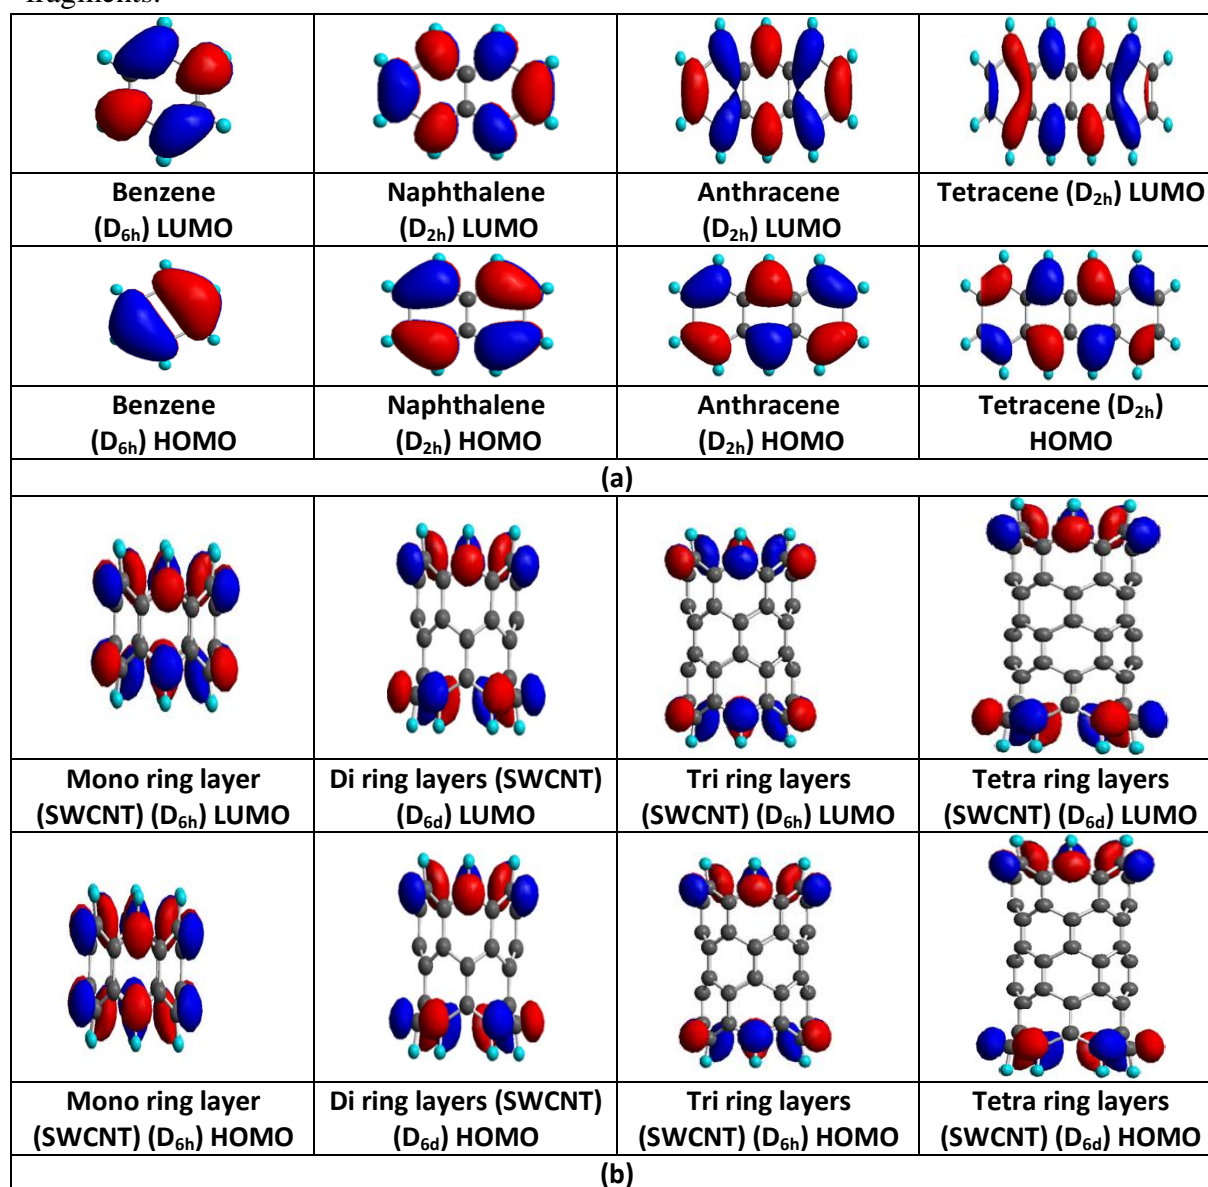 fragments.
Benzene
(D6h) LUMO
Naphthalene
(D2h) LUMO
Anthracene
(D2h) LUMO
Tetracene (D2h) LUMO
Benzene
(D6h) HOMO
Naphthalene
(D2h) HOMO
Anthracene
(D2h) HOMO
Tetracene (D2h)
HOMO
(a)
Mono ring layer
(SWCNT) (D6h) LUMO
Di ring layers (SWCNT)
(D6d) LUMO
Tri ring layers
(SWCNT) (D6h) LUMO
Tetra ring layers
(SWCNT) (D6d) LUMO
Mono ring layer
(SWCNT) (D6h) HOMO
Di ring layers (SWCNT)
(D6d) HOMO
Tri ring layers
(SWCNT) (D6h) HOMO
Tetra ring layers
(SWCNT) (D6d) HOMO
(b)